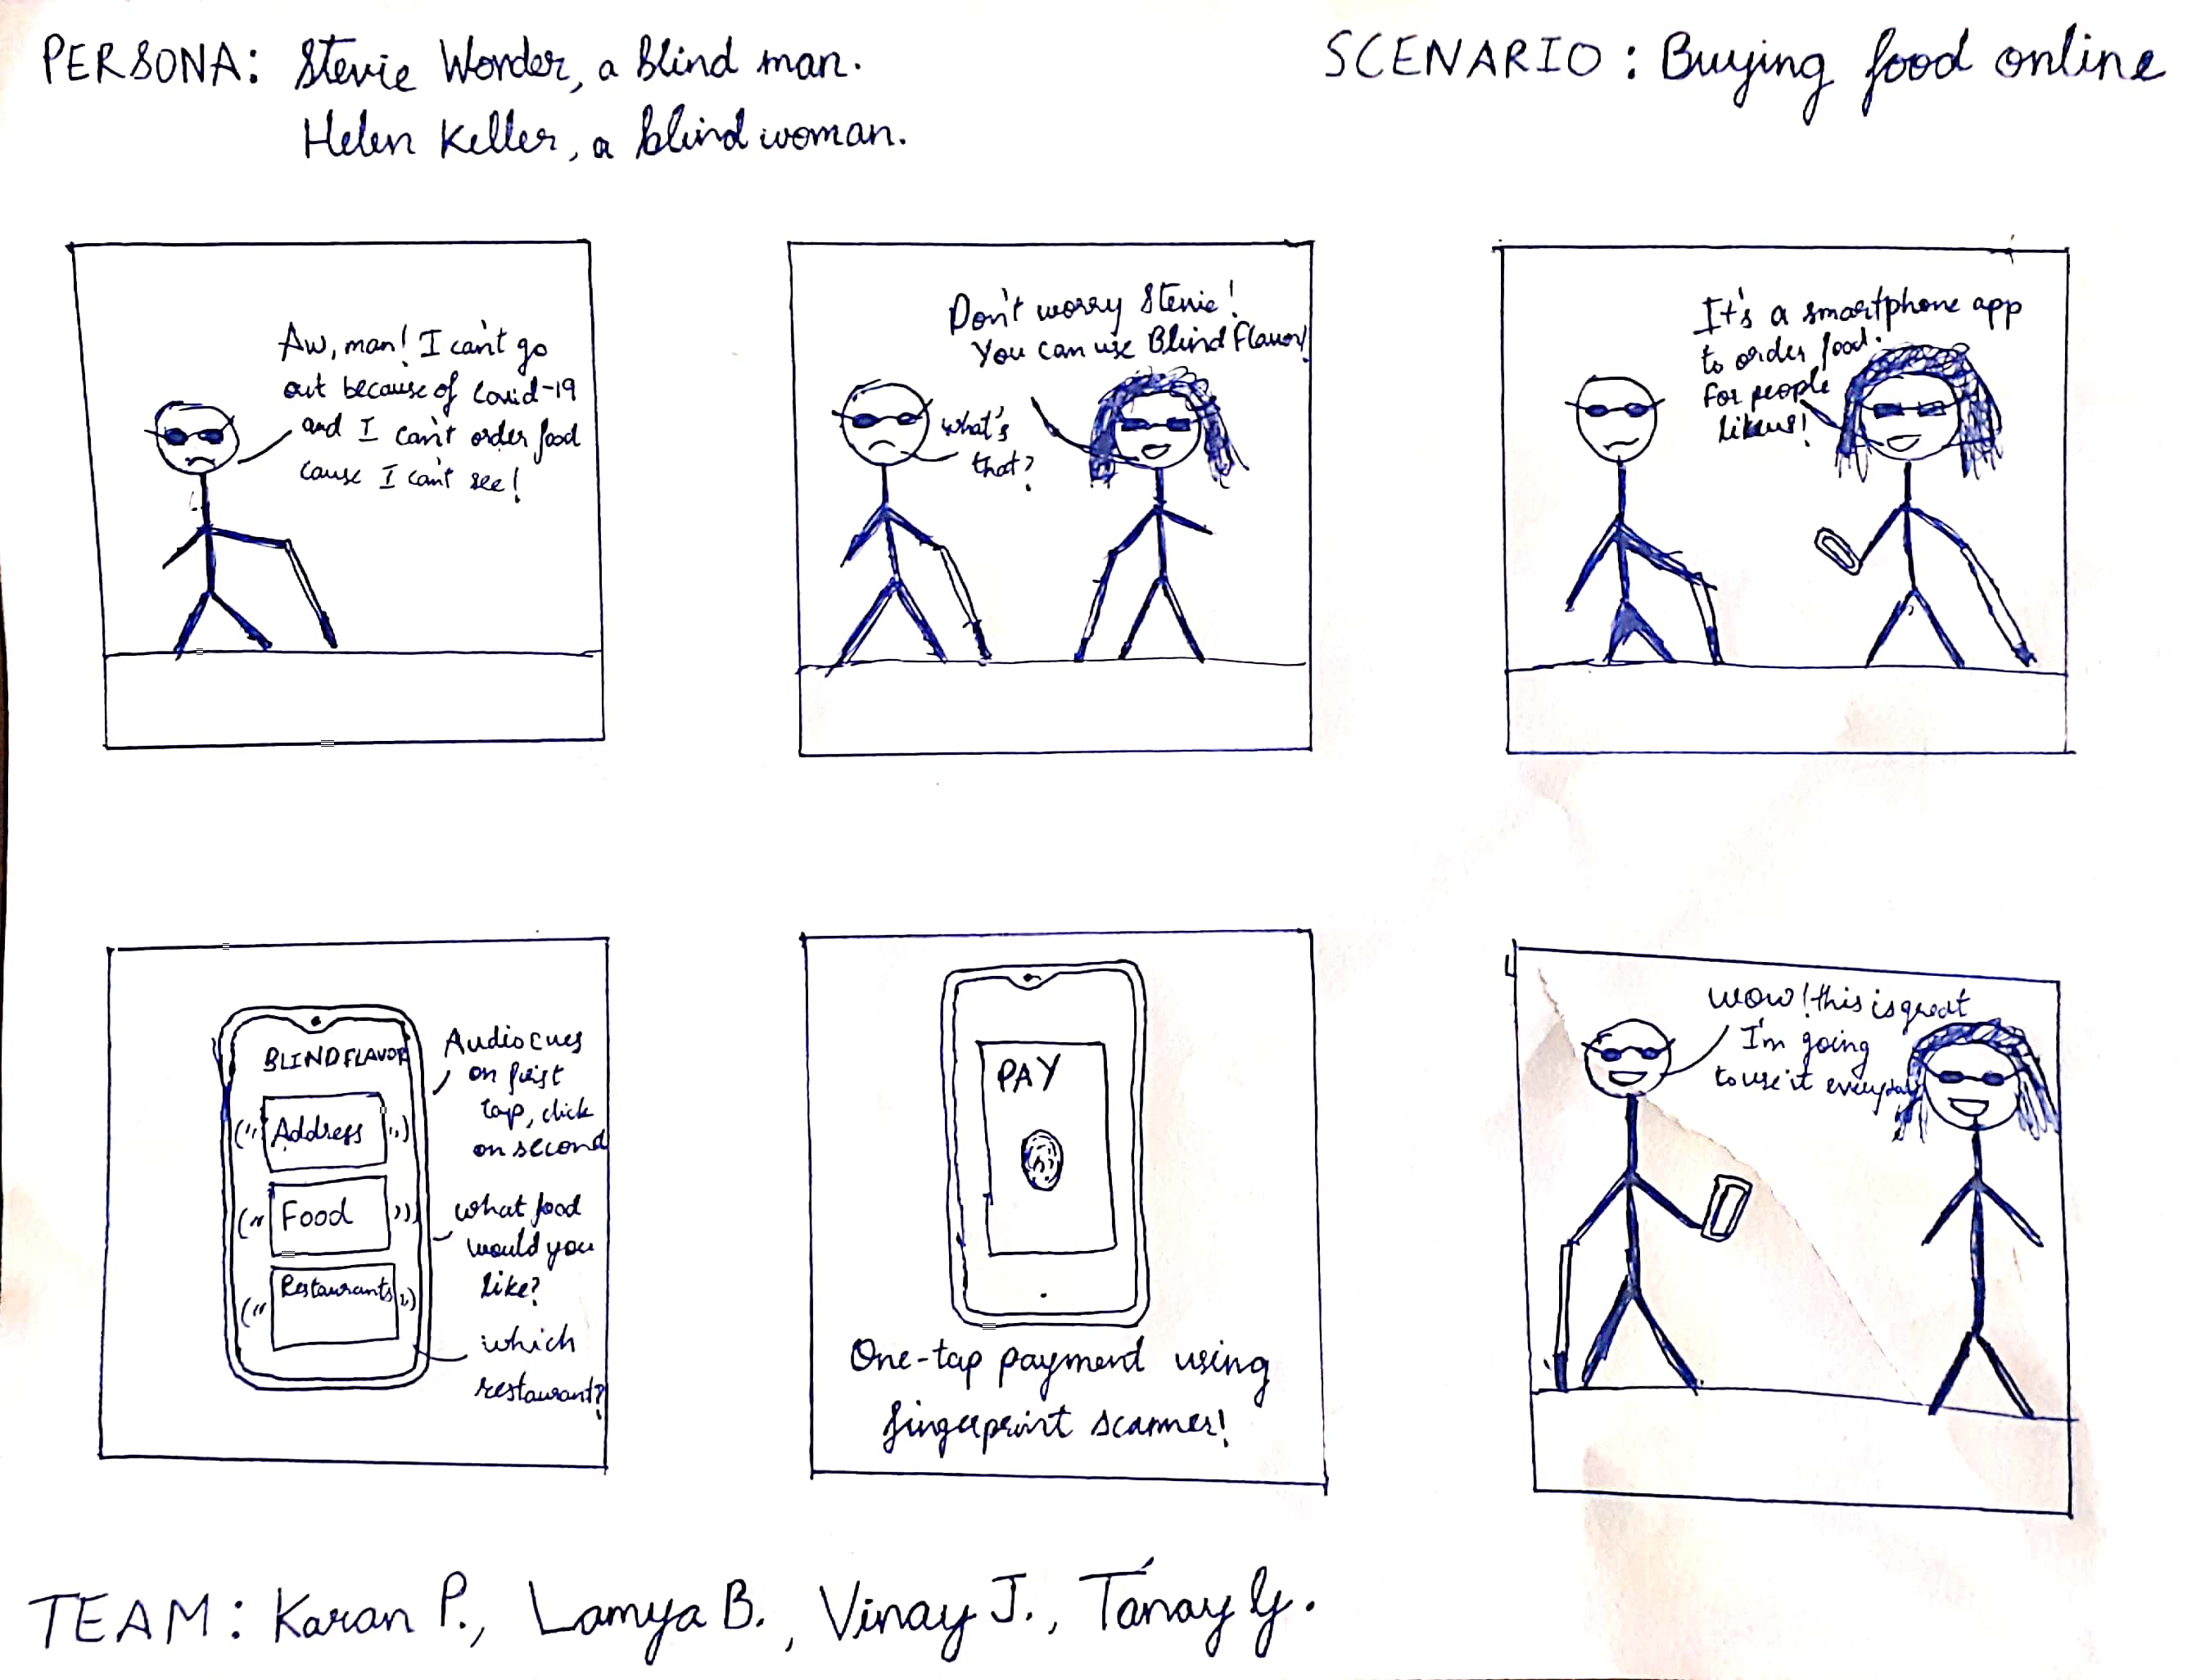 PERSONA: Stevie Wonder, a blind man.
Helen Keller, a blind woman.
SCENARIO: Buying food online
Aw, man! I can't go
out because of Covid-19
and I can't order food
cause I can't see!
Don't worry Stevie!
You can use Blind Flavor!
what's
that?
It's a smartphone app
to order food.
For people
like us!
BLINDFLAVOR
Address
Food
Restaurants
Audio cues
on first
tap, click
on second
what food
would you
like?
which
restaurant?
PAY
One-tap payment using
fingerprint scanner!
Wow! this is great
I'm going
to use it everyday
TEAM: Karan P., Lamya B., Vinay J., Tanay G.